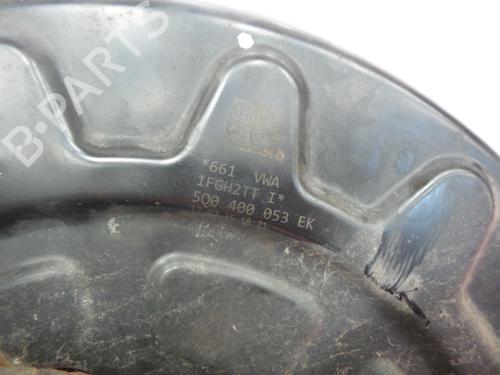 B-PARTS
*661 VWA
1FGH2TT I*
5Q0 400 053 EK